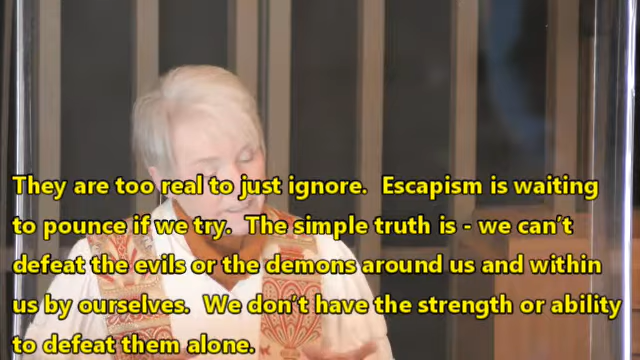 They are too real to just ignore.  Escapism is waiting
to pounce if we try.  The simple truth is - we can't
defeat the evils or the demons around us and within
us by ourselves.  We don't have the strength or ability
to defeat them alone.